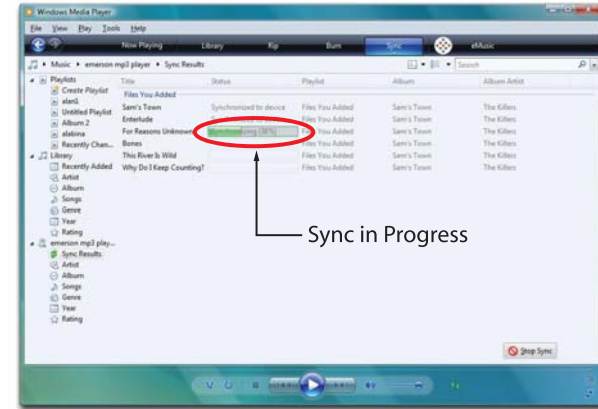 Windows Media Player
File View Play Tools Help
Now Playing Library Rip Burn Sync eMusic
Music emerson mp3 player Sync Results Search
Playlists Title Status Playlist Album Album Artist
Create Playlist Files You Added
alan1
Sam's Town Synchronized to device Files You Added Sam's Town The Killers
Untitled Playlist
Enterlude Synchronized to device Files You Added Sam's Town The Killers
Album 2
For Reasons Unknown Files You Added Sam's Town The Killers
alabina
Bones Files You Added Sam's Town The Killers
Recently Chan...
This River Is Wild Files You Added Sam's Town The Killers
Library
Recently Added Why Do I Keep Counting? Files You Added Sam's Town The Killers
Artist
Album
Songs
Genre
Year
Rating
emerson mp3 play...
Sync Results
Artist
Album
Songs
Genre
Year
Rating
Sync in Progress
Stop Sync